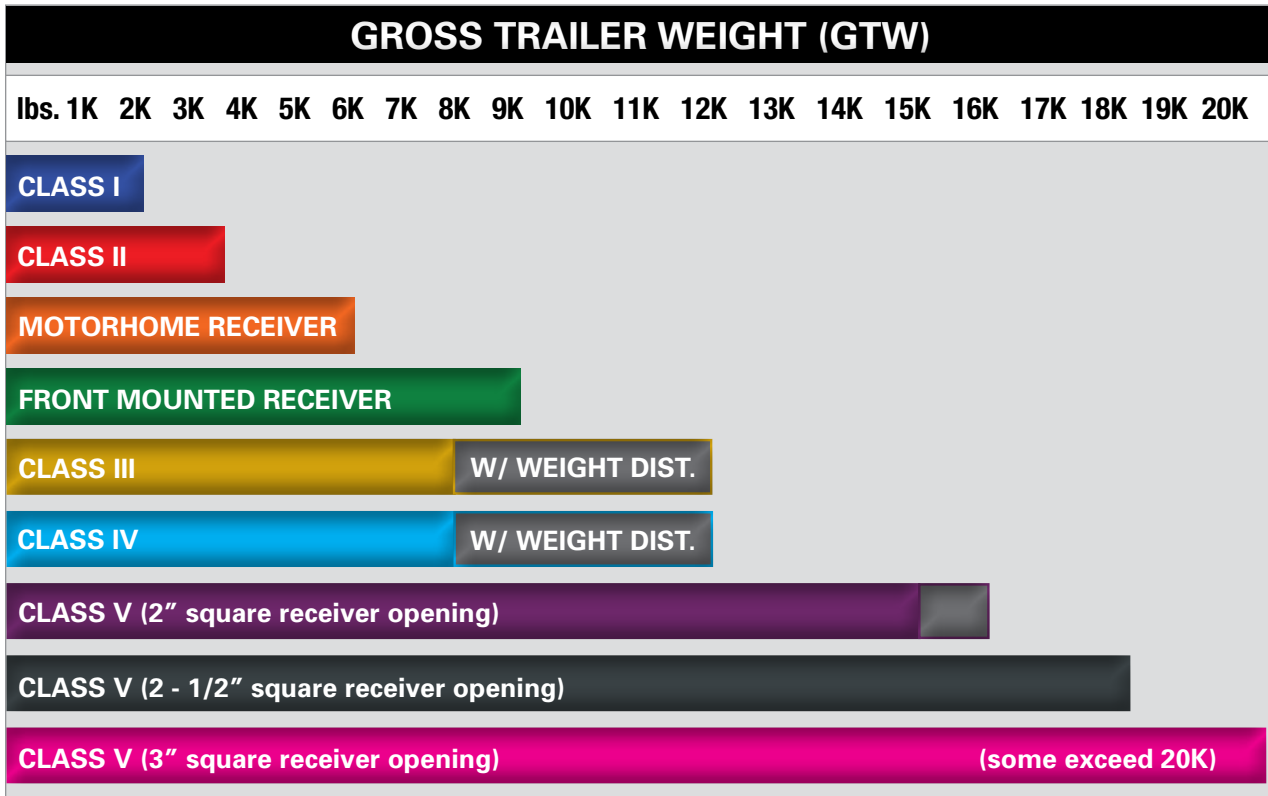 GROSS TRAILER WEIGHT (GTW)
lbs. 1K 2K 3K 4K 5K 6K 7K 8K 9K 10K 11K 12K 13K 14K 15K 16K 17K 18K 19K 20K
CLASS I
CLASS II
MOTORHOME RECEIVER
FRONT MOUNTED RECEIVER
CLASS III W/ WEIGHT DIST.
CLASS IV W/ WEIGHT DIST.
CLASS V (2″ square receiver opening)
CLASS V (2 - 1/2″ square receiver opening)
CLASS V (3″ square receiver opening) (some exceed 20K)